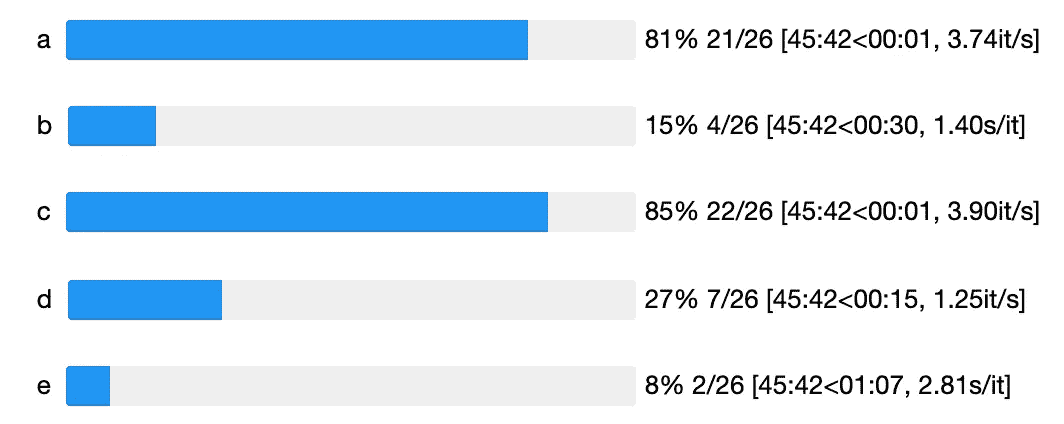 a 81% 21/26 [45:42<00:01, 3.74it/s]
b 15% 4/26 [45:42<00:30, 1.40s/it]
c 85% 22/26 [45:42<00:01, 3.90it/s]
d 27% 7/26 [45:42<00:15, 1.25it/s]
e 8% 2/26 [45:42<01:07, 2.81s/it]